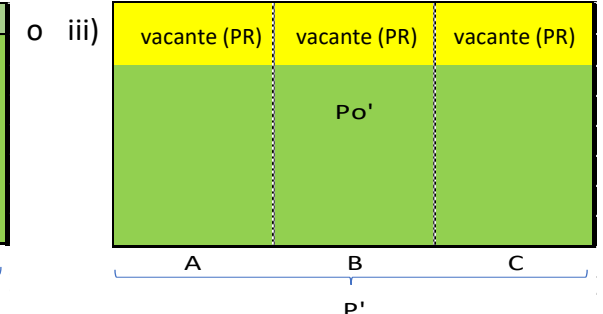 o iii)
vacante (PR) vacante (PR) vacante (PR)
Po'
A B C
P'